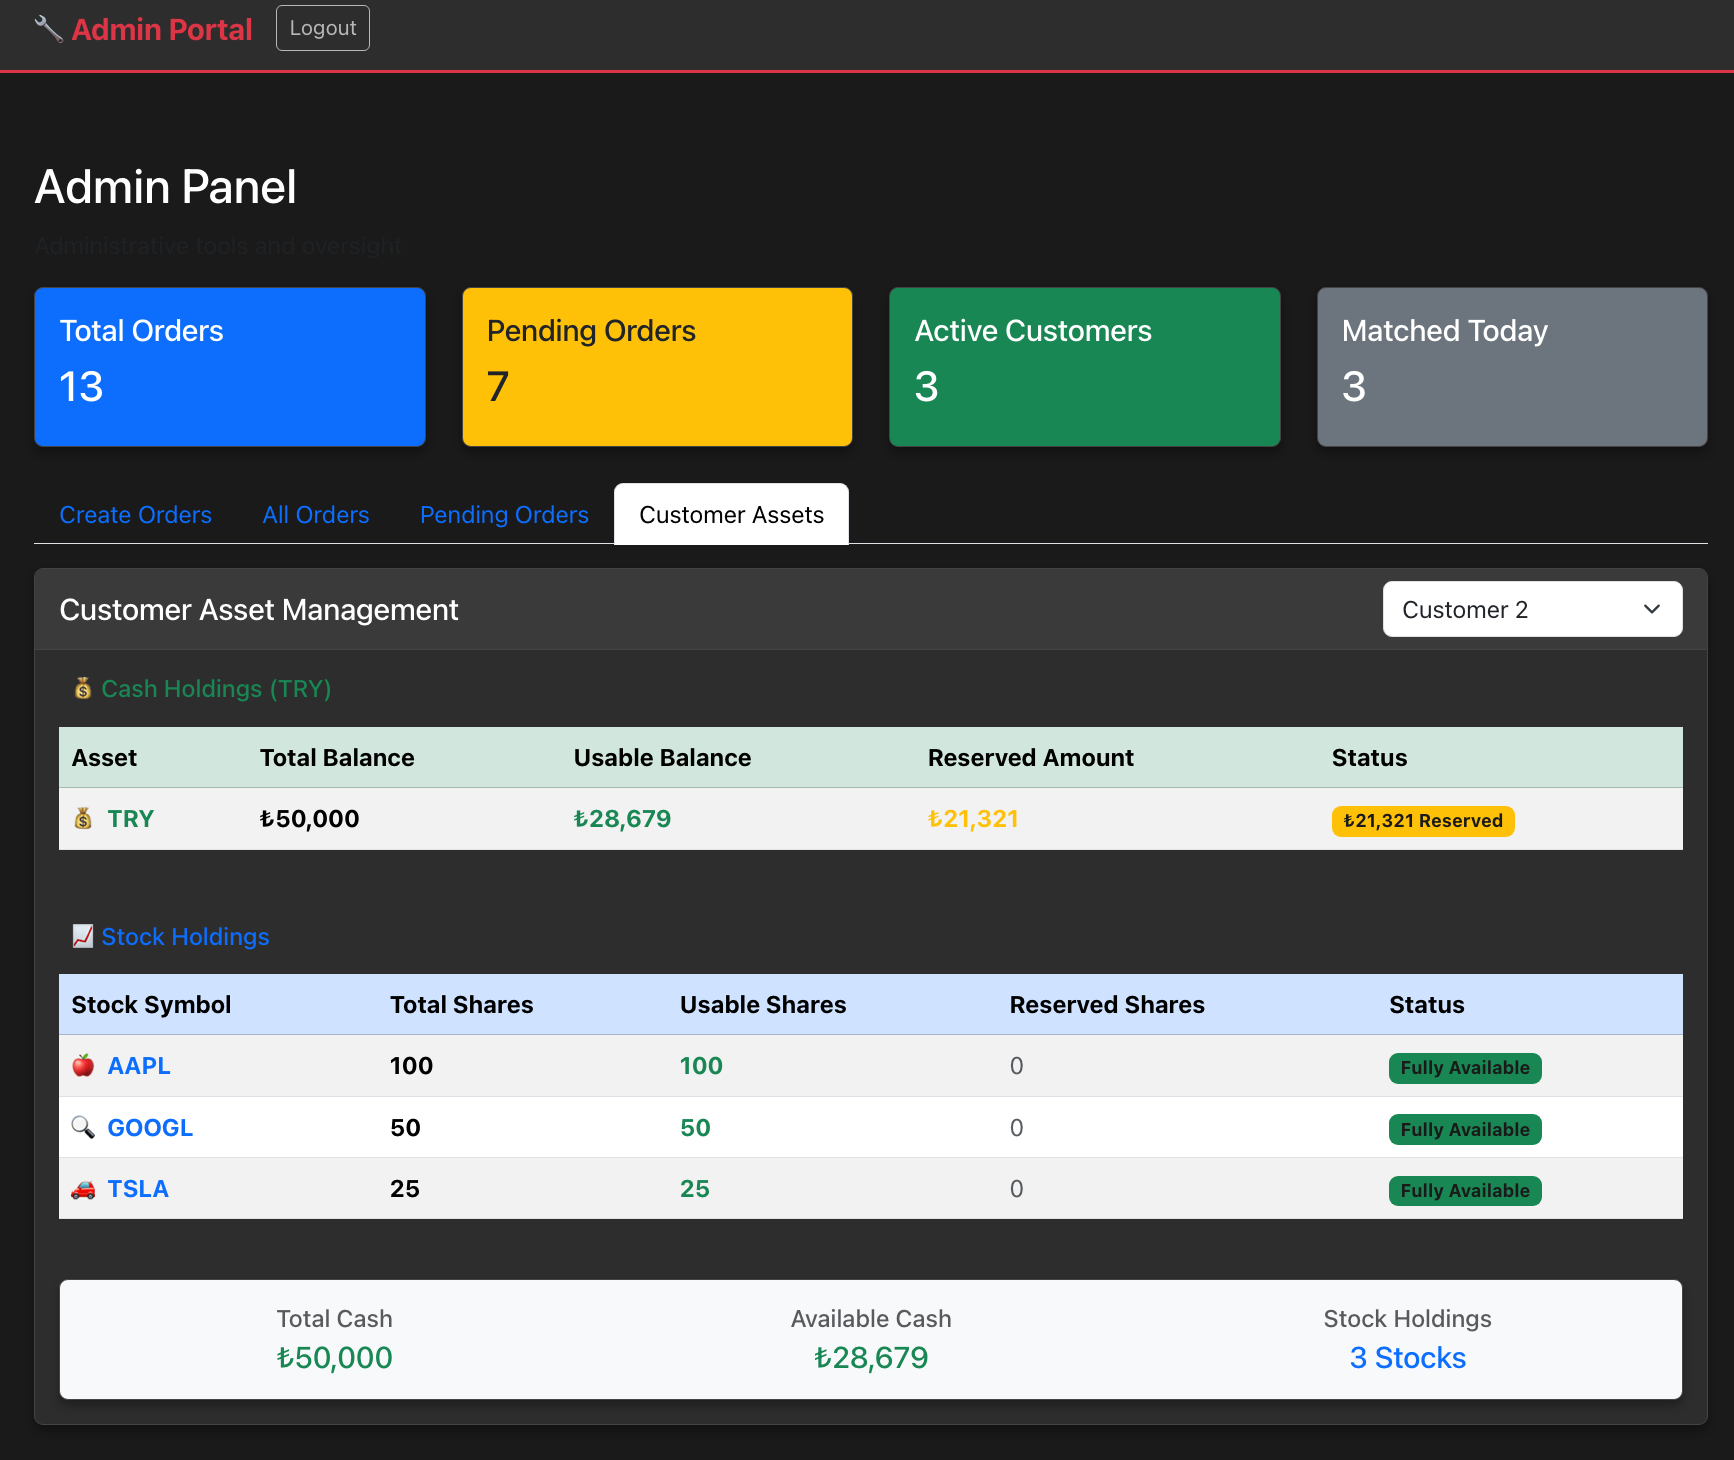 Admin Portal Logout
Admin Panel
Administrative tools and oversight
Total Orders
13
Pending Orders
7
Active Customers
3
Matched Today
3
Create Orders All Orders Pending Orders Customer Assets
Customer Asset Management Customer 2
Cash Holdings (TRY)
Asset Total Balance Usable Balance Reserved Amount Status
TRY ₺50,000 ₺28,679 ₺21,321 ₺21,321 Reserved
Stock Holdings
Stock Symbol Total Shares Usable Shares Reserved Shares Status
AAPL 100 100 0 Fully Available
GOOGL 50 50 0 Fully Available
TSLA 25 25 0 Fully Available
Total Cash
₺50,000
Available Cash
₺28,679
Stock Holdings
3 Stocks